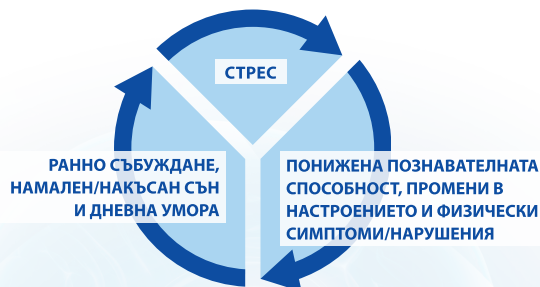 СТРЕС
РАННО СЪБУЖДАНЕ,
НАМАЛЕН/НАКЪСАН СЪН
И ДНЕВНА УМОРА
ПОНИЖЕНА ПОЗНАВАТЕЛНАТА
СПОСОБНОСТ, ПРОМЕНИ В
НАСТРОЕНИЕТО И ФИЗИЧЕСКИ
СИМПТОМИ/НАРУШЕНИЯ